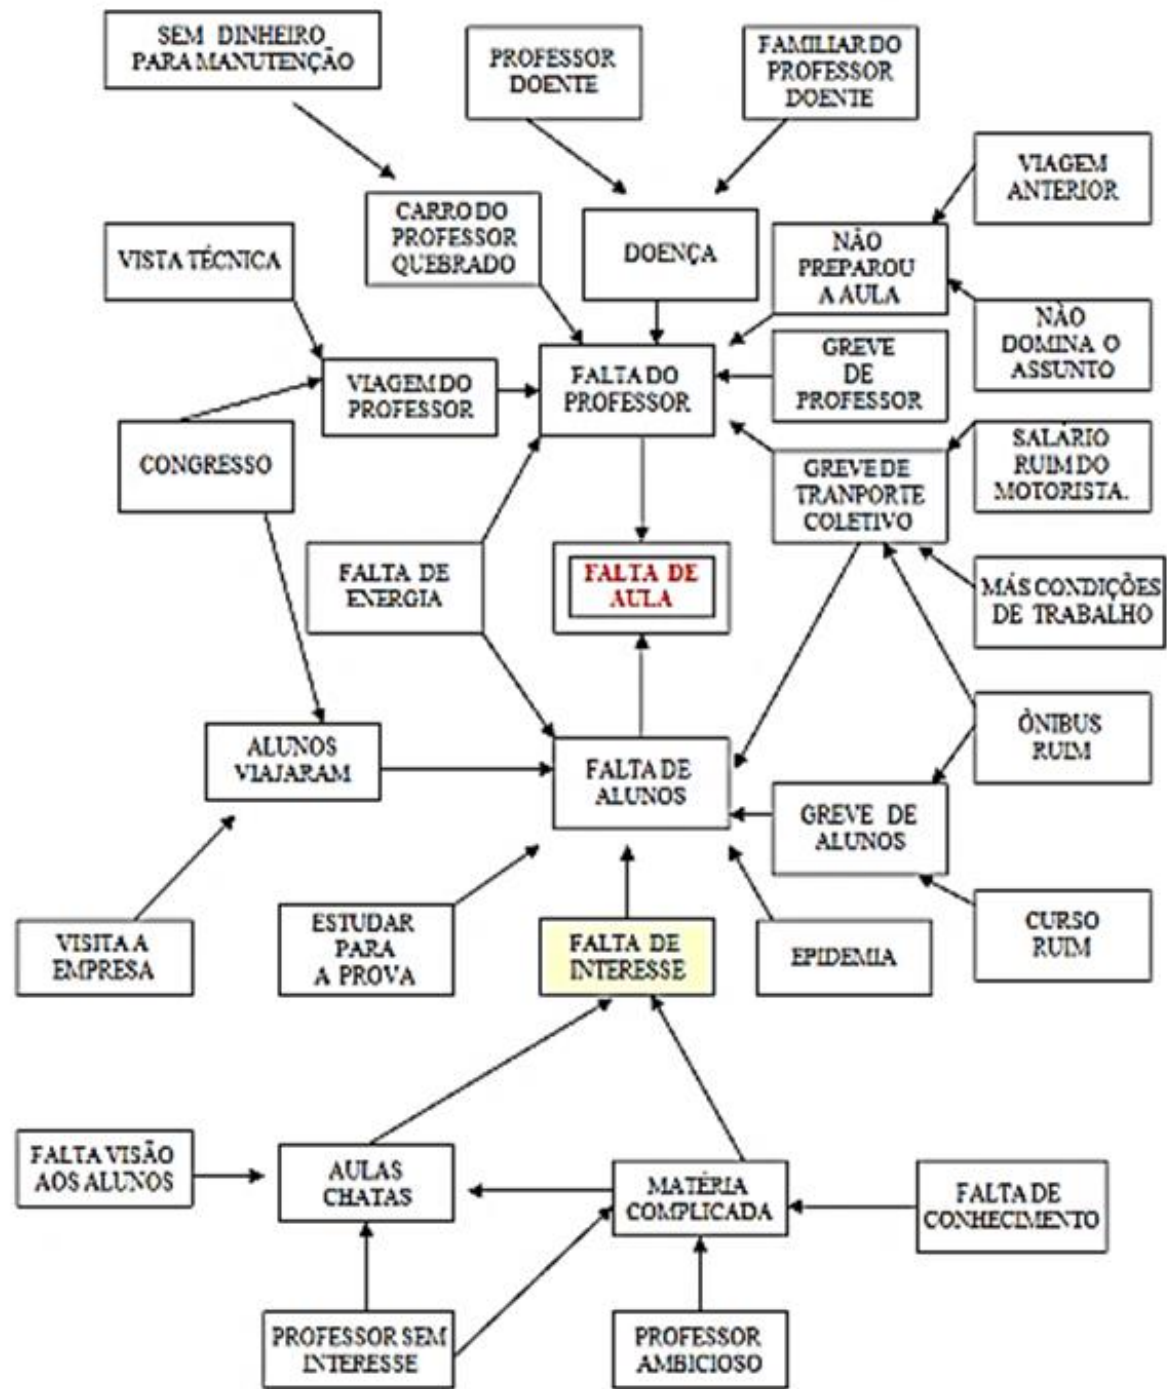 SEM DINHEIRO
PARA MANUTENÇÃO
PROFESSOR
DOENTE
FAMILIAR DO
PROFESSOR
DOENTE
VIAGEM
ANTERIOR
CARRO DO
PROFESSOR
QUEBRADO
DOENÇA
NÃO
PREPAROU
A AULA
VISTA TÉCNICA
NÃO
DOMINA O
ASSUNTO
VIAGEM DO
PROFESSOR
FALTA DO
PROFESSOR
GREVE
DE
PROFESSOR
CONGRESSO
GREVE DE
TRANPORTE
COLETIVO
SALÁRIO
RUIM DO
MOTORISTA.
FALTA DE
ENERGIA
FALTA DE
AULA
MÁS CONDIÇÕES
DE TRABALHO
ALUNOS
VIAJARAM
FALTA DE
ALUNOS
ÔNIBUS
RUIM
GREVE DE
ALUNOS
VISITA A
EMPRESA
ESTUDAR
PARA
A PROVA
FALTA DE
INTERESSE
EPIDEMIA
CURSO
RUIM
FALTA VISÃO
AOS ALUNOS
AULAS
CHATAS
MATÉRIA
COMPLICADA
FALTA DE
CONHECIMENTO
PROFESSOR SEM
INTERESSE
PROFESSOR
AMBICIOSO